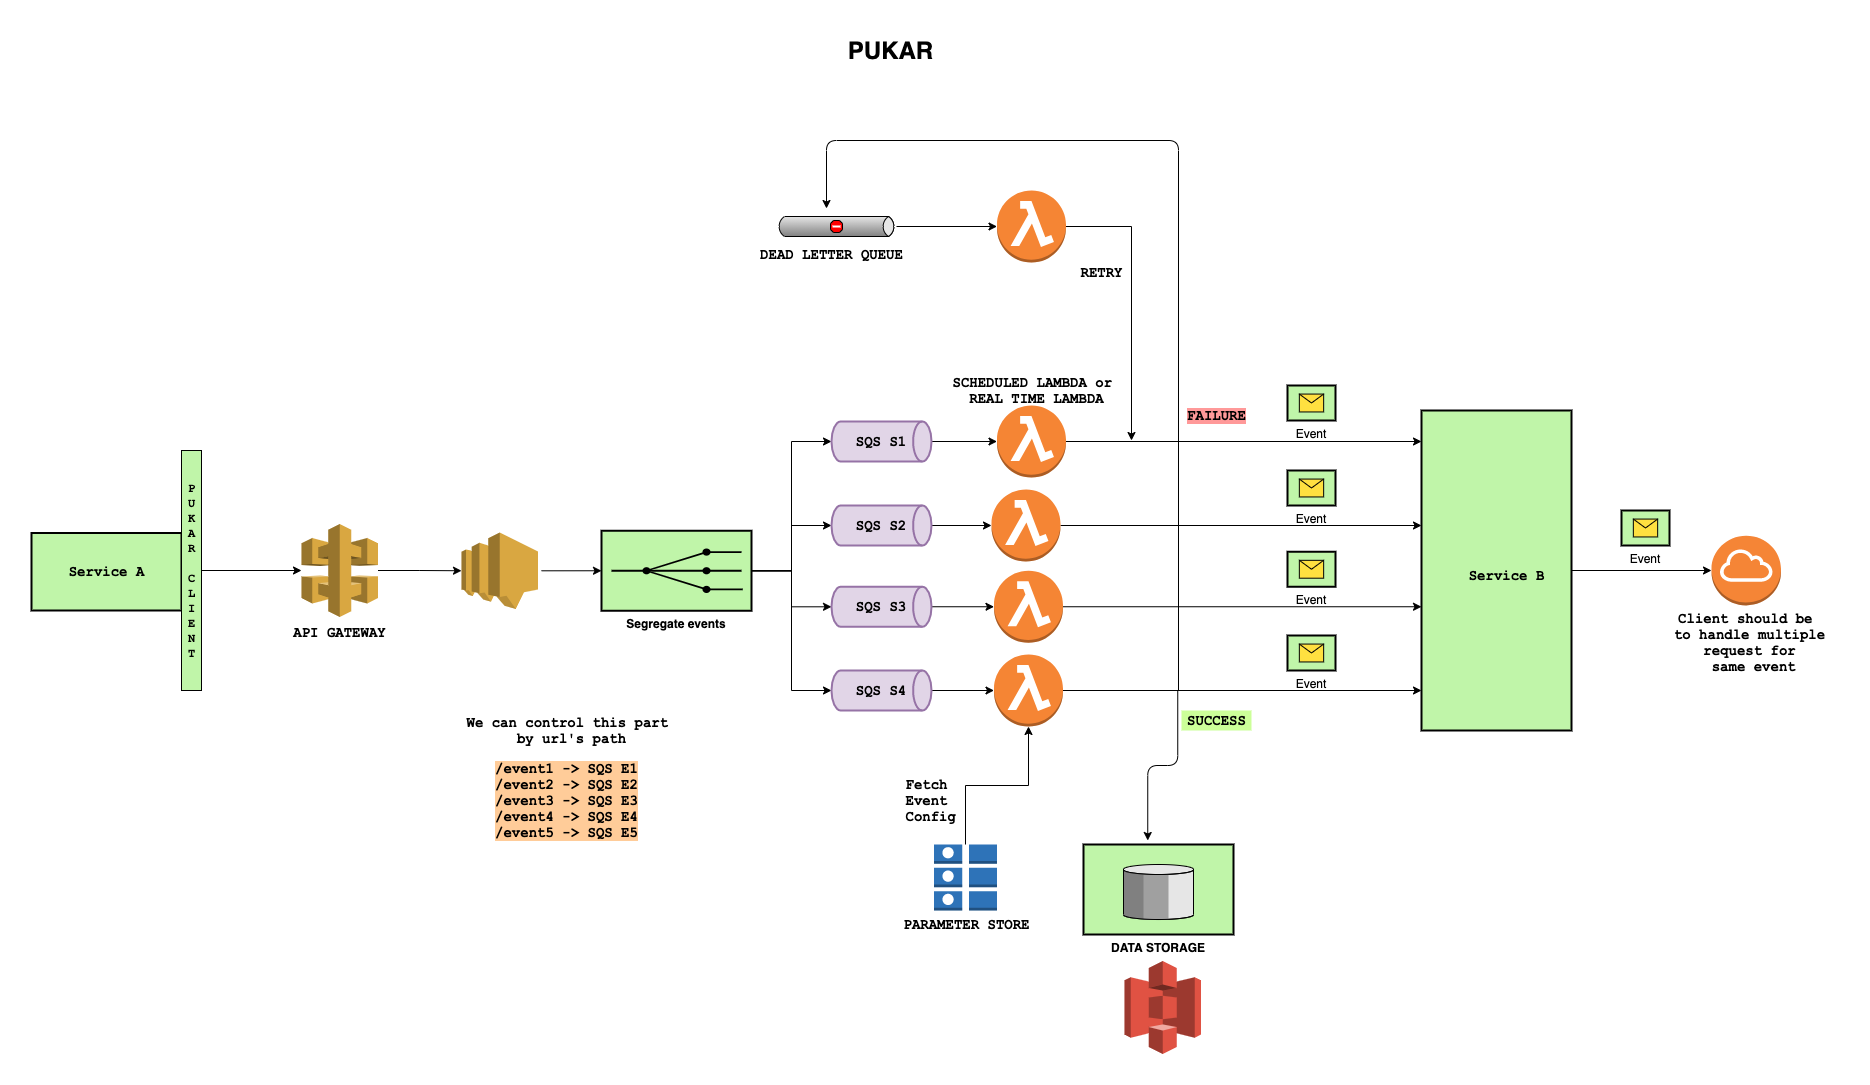 PUKAR
DEAD LETTER QUEUE
RETRY
SCHEDULED LAMBDA or
REAL TIME LAMBDA
FAILURE
Event
SQS S1
PUKAR CLIENT
Service A
API GATEWAY
Segregate events
SQS S2
Event
SQS S3
Event
SQS S4
Event
Service B
Event
Client should be
to handle multiple
request for
same event
SUCCESS
We can control this part
by url's path
/event1 -> SQS E1
/event2 -> SQS E2
/event3 -> SQS E3
/event4 -> SQS E4
/event5 -> SQS E5
Fetch
Event
Config
PARAMETER STORE
DATA STORAGE